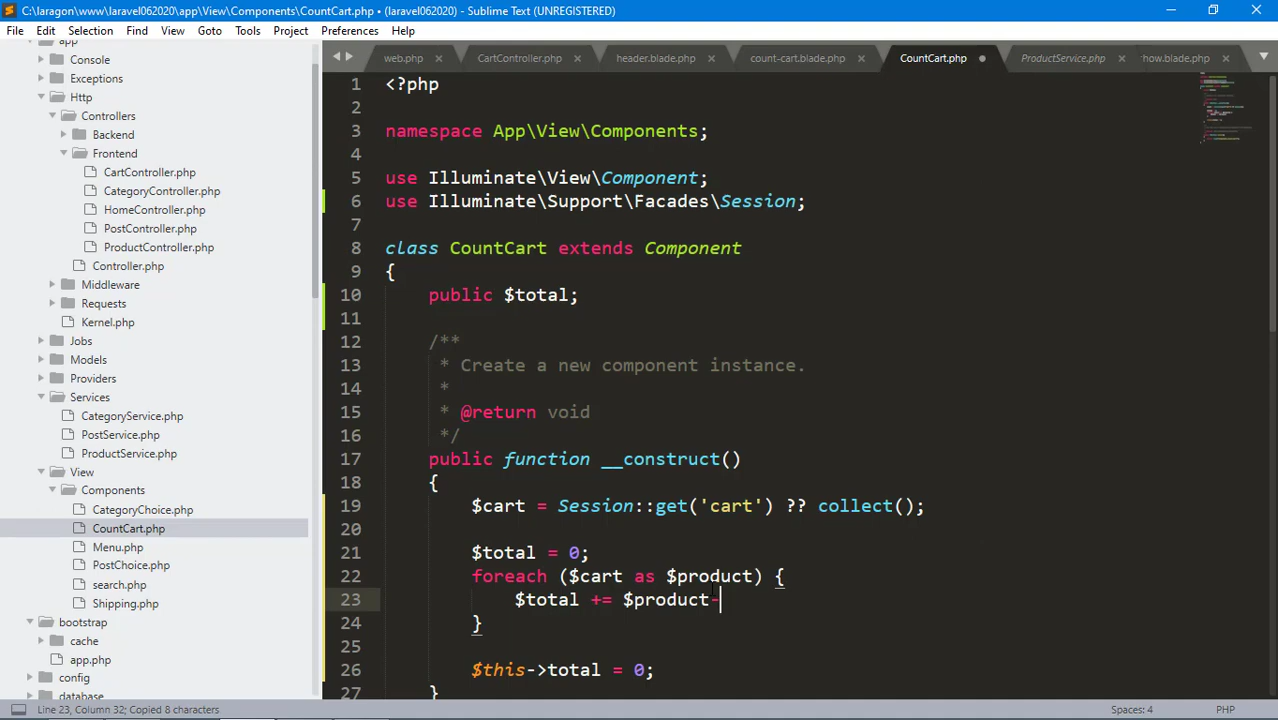 C:\laragon\www\laravel062020\app\View\Components\CountCart.php • (laravel062020) - Sublime Text (UNREGISTERED)
File Edit Selection Find View Goto Tools Project Preferences Help
web.php CartController.php header.blade.php count-cart.blade.php CountCart.php ProductService.php how.blade.php
app
Console
Exceptions
Http
Controllers
Backend
Frontend
CartController.php
CategoryController.php
HomeController.php
PostController.php
ProductController.php
Controller.php
Middleware
Requests
Kernel.php
Jobs
Models
Providers
Services
CategoryService.php
PostService.php
ProductService.php
View
Components
CategoryChoice.php
CountCart.php
Menu.php
PostChoice.php
search.php
Shipping.php
bootstrap
cache
app.php
config
database
1 <?php
2
3 namespace App\View\Components;
4
5 use Illuminate\View\Component;
6 use Illuminate\Support\Facades\Session;
7
8 class CountCart extends Component
9 {
10 public $total;
11
12 /**
13 * Create a new component instance.
14 *
15 * @return void
16 */
17 public function __construct()
18 {
19 $cart = Session::get('cart') ?? collect();
20
21 $total = 0;
22 foreach ($cart as $product) {
23 $total += $product-
24 }
25
26 $this->total = 0;
27 }
Line 23, Column 32; Copied 8 characters Spaces: 4 PHP